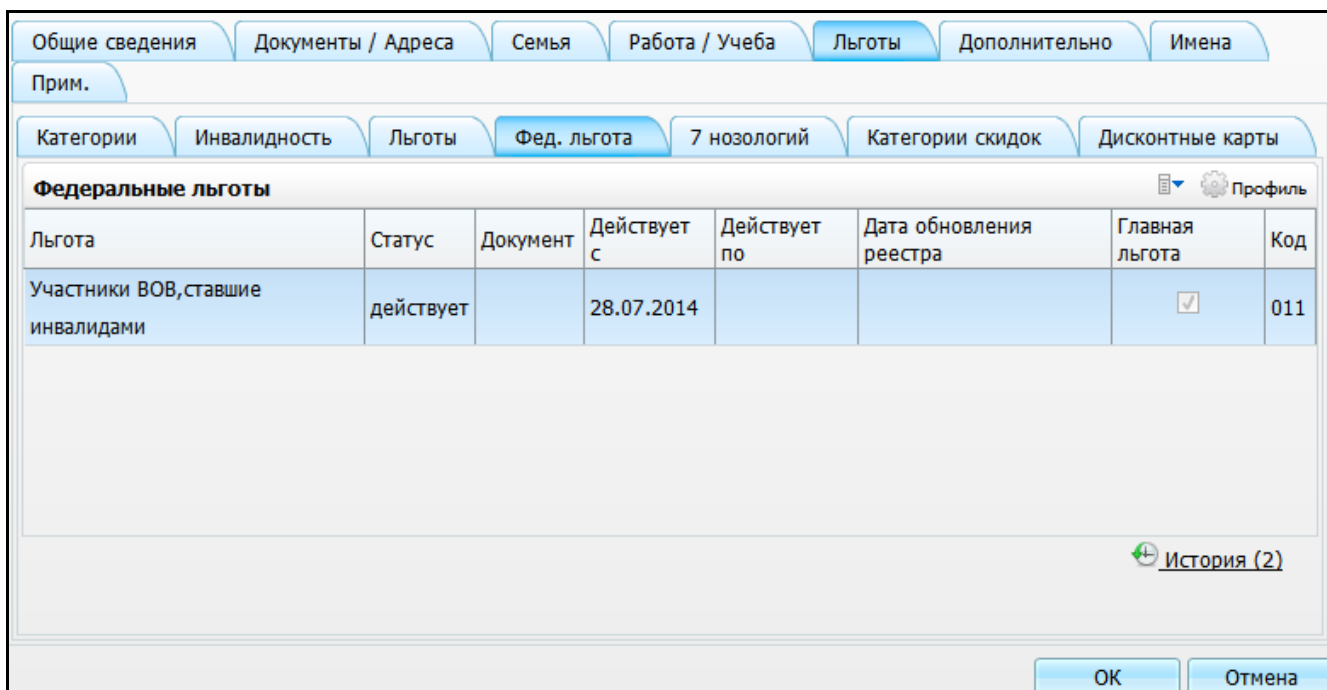 Общие сведения Документы / Адреса Семья Работа / Учеба Льготы Дополнительно Имена
Прим.
Категории Инвалидность Льготы Фед. льгота 7 нозологий Категории скидок Дисконтные карты
Федеральные льготы Профиль
Льгота Статус Документ Действует с Действует по Дата обновления реестра Главная льгота Код
Участники ВОВ,ставшие
инвалидами действует 28.07.2014 011
История (2)
ОК Отмена